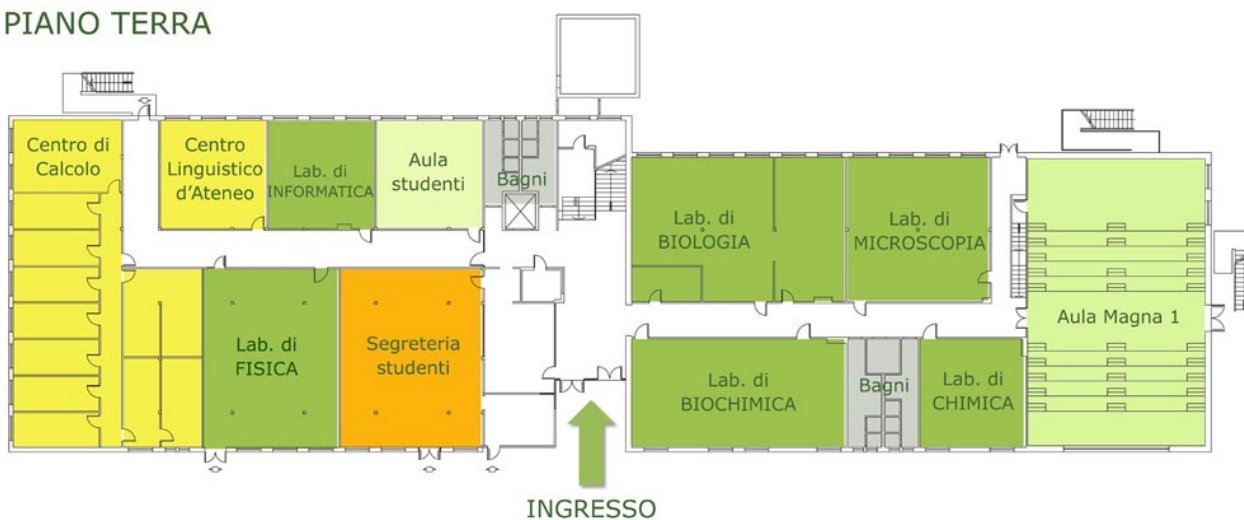 PIANO TERRA
Centro di
Calcolo
Centro
Linguistico
d'Ateneo
Lab. di
INFORMATICA
Aula
studenti
Bagni
Lab. di
BIOLOGIA
Lab. di
MICROSCOPIA
Aula Magna 1
Lab. di
FISICA
Segreteria
studenti
Lab. di
BIOCHIMICA
Bagni
Lab. di
CHIMICA
INGRESSO